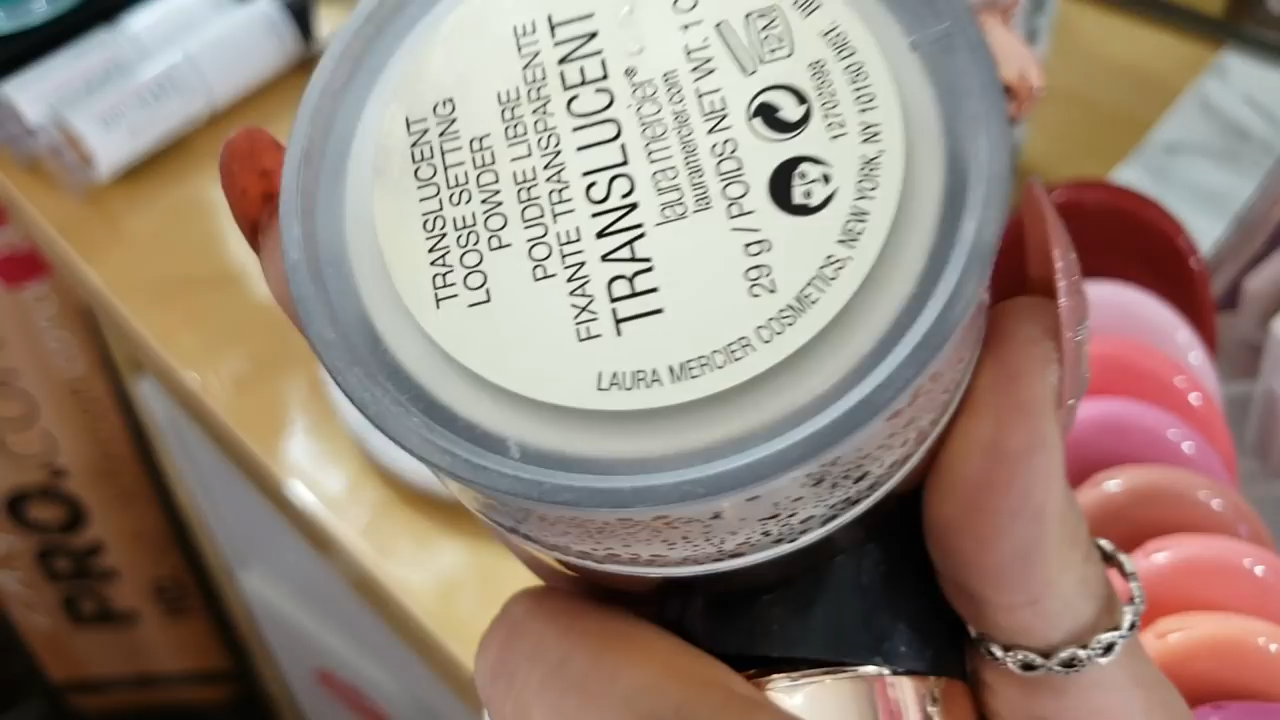 TRANSLUCENT
LOOSE SETTING
POWDER
POUDRE LIBRE
FIXANTE TRANSPARENTE
TRANSLUCENT
laura mercier®
lauramercier.com
29 g / POIDS NET WT. 1 O
12M
12702698
LAURA MERCIER COSMETICS, NEW YORK, NY 10150 DIST.
PRO.